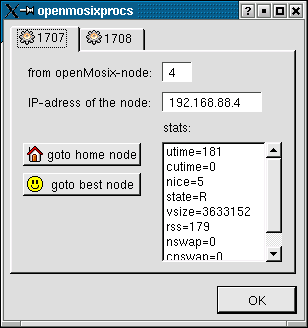 openmosixprocs
1707
1708
from openMosix-node: 4
IP-adress of the node: 192.168.88.4
stats:
goto home node
goto best node
utime=181
cutime=0
nice=5
state=R
vsize=3633152
rss=179
nswap=0
cnswap=0
OK